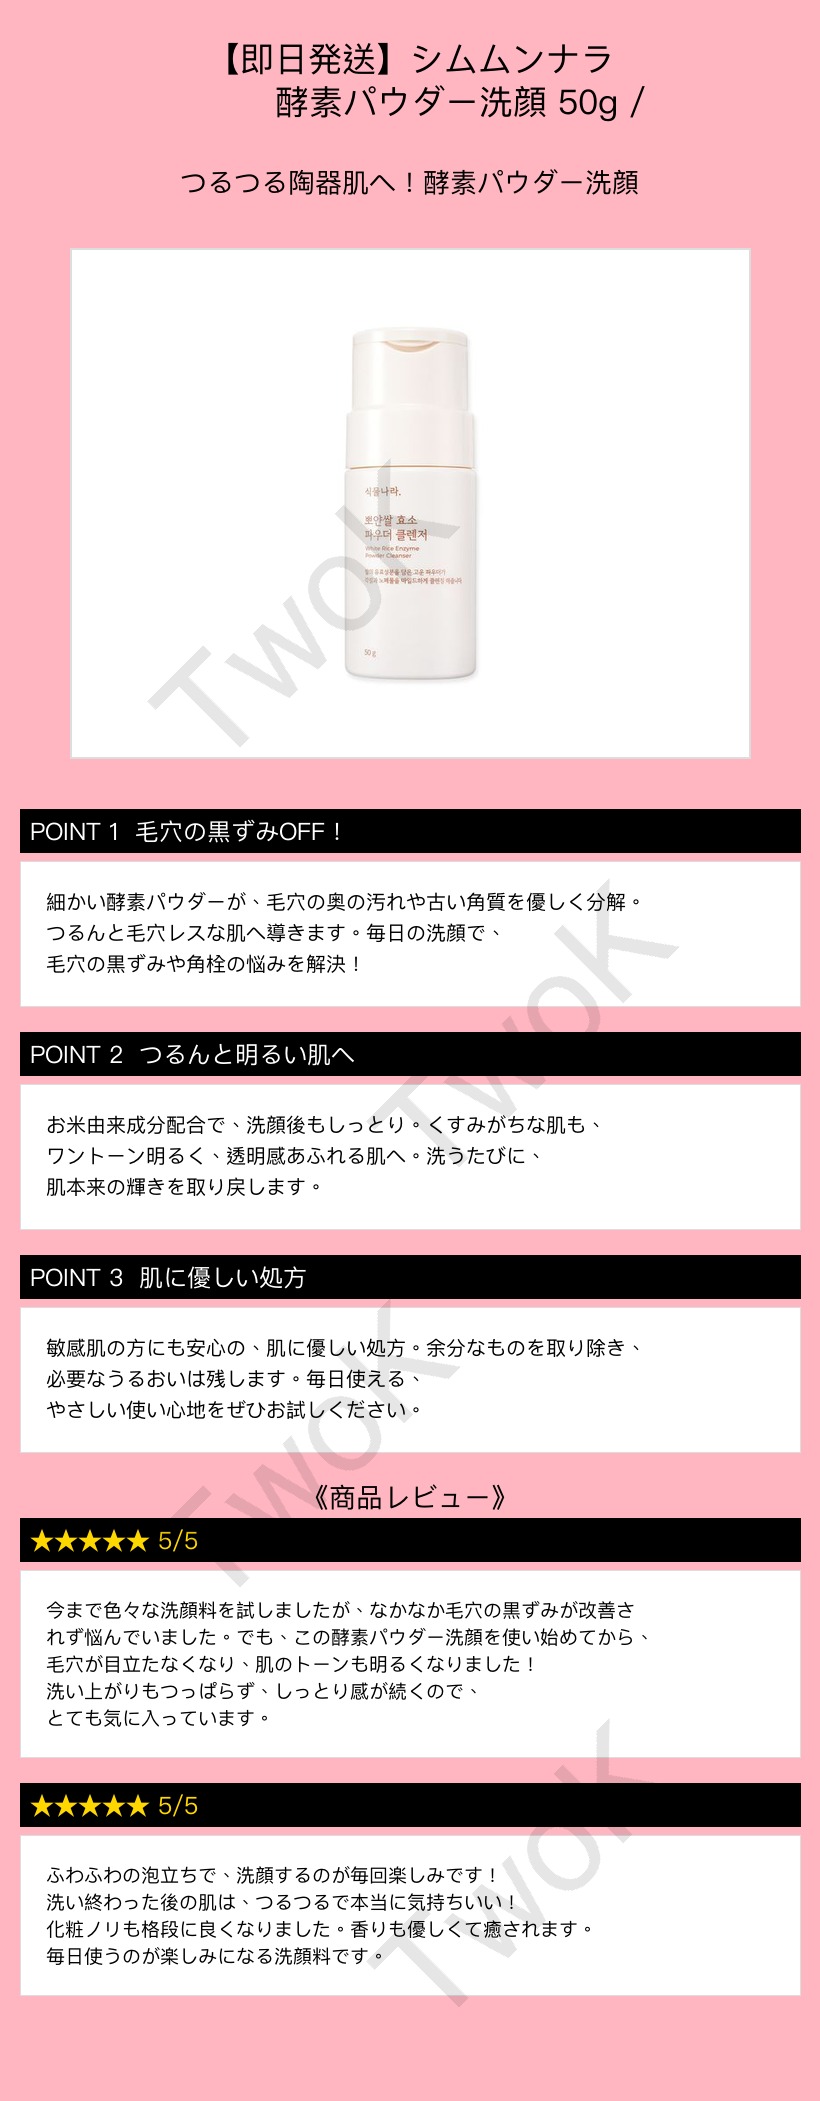 【即日発送】シムムンナラ
酵素パウダー洗顔 50g /
つるつる陶器肌へ！酵素パウダー洗顔
식물나라.
뽀얀쌀 효소
파우더 클렌저
White Rice Enzyme
Powder Cleanser
50 g
TwoK
POINT 1 毛穴の黒ずみOFF！
細かい酵素パウダーが、毛穴の奥の汚れや古い角質を優しく分解。
つるんと毛穴レスな肌へ導きます。毎日の洗顔で、
毛穴の黒ずみや角栓の悩みを解決！
TwoK
POINT 2 つるんと明るい肌へ
お米由来成分配合で、洗顔後もしっとり。くすみがちな肌も、
ワントーン明るく、透明感あふれる肌へ。洗うたびに、
肌本来の輝きを取り戻します。
POINT 3 肌に優しい処方
敏感肌の方にも安心の、肌に優しい処方。余分なものを取り除き、
必要なうるおいは残します。毎日使える、
やさしい使い心地をぜひお試しください。
TwoK
《商品レビュー》
★★★★★ 5/5
今まで色々な洗顔料を試しましたが、なかなか毛穴の黒ずみが改善さ
れず悩んでいました。でも、この酵素パウダー洗顔を使い始めてから、
毛穴が目立たなくなり、肌のトーンも明るくなりました！
洗い上がりもつっぱらず、しっとり感が続くので、
とても気に入っています。
★★★★★ 5/5
ふわふわの泡立ちで、洗顔するのが毎回楽しみです！
洗い終わった後の肌は、つるつるで本当に気持ちいい！
化粧ノリも格段に良くなりました。香りも優しくて癒されます。
毎日使うのが楽しみになる洗顔料です。
TwoK